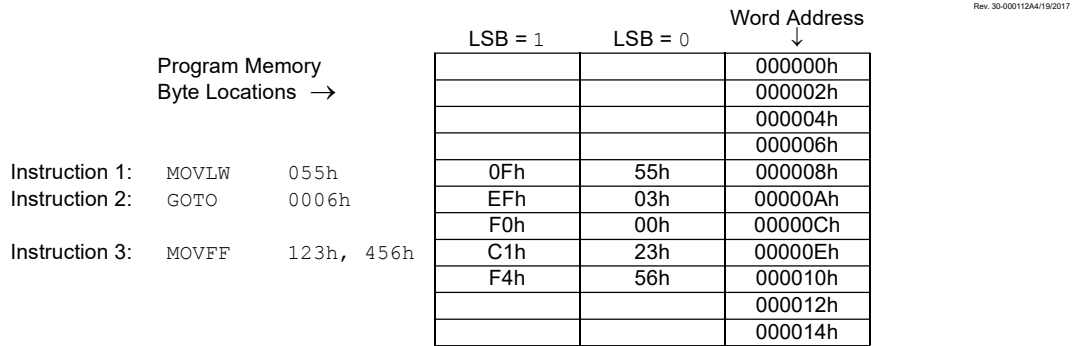 Rev. 30-000112A4/19/2017
Word Address
LSB = 1 LSB = 0 ↓
Program Memory 000000h
Byte Locations → 000002h
000004h
000006h
Instruction 1: MOVLW 055h 0Fh 55h 000008h
Instruction 2: GOTO 0006h EFh 03h 00000Ah
F0h 00h 00000Ch
Instruction 3: MOVFF 123h, 456h C1h 23h 00000Eh
F4h 56h 000010h
000012h
000014h